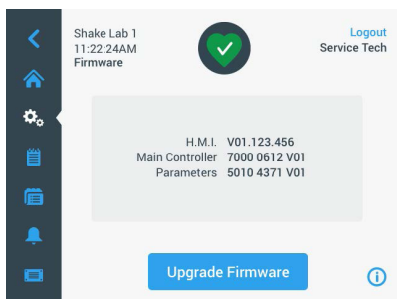 Shake Lab 1
11:22:24AM
Firmware
Logout
Service Tech
H.M.I. V01.123.456
Main Controller 7000 0612 V01
Parameters 5010 4371 V01
Upgrade Firmware